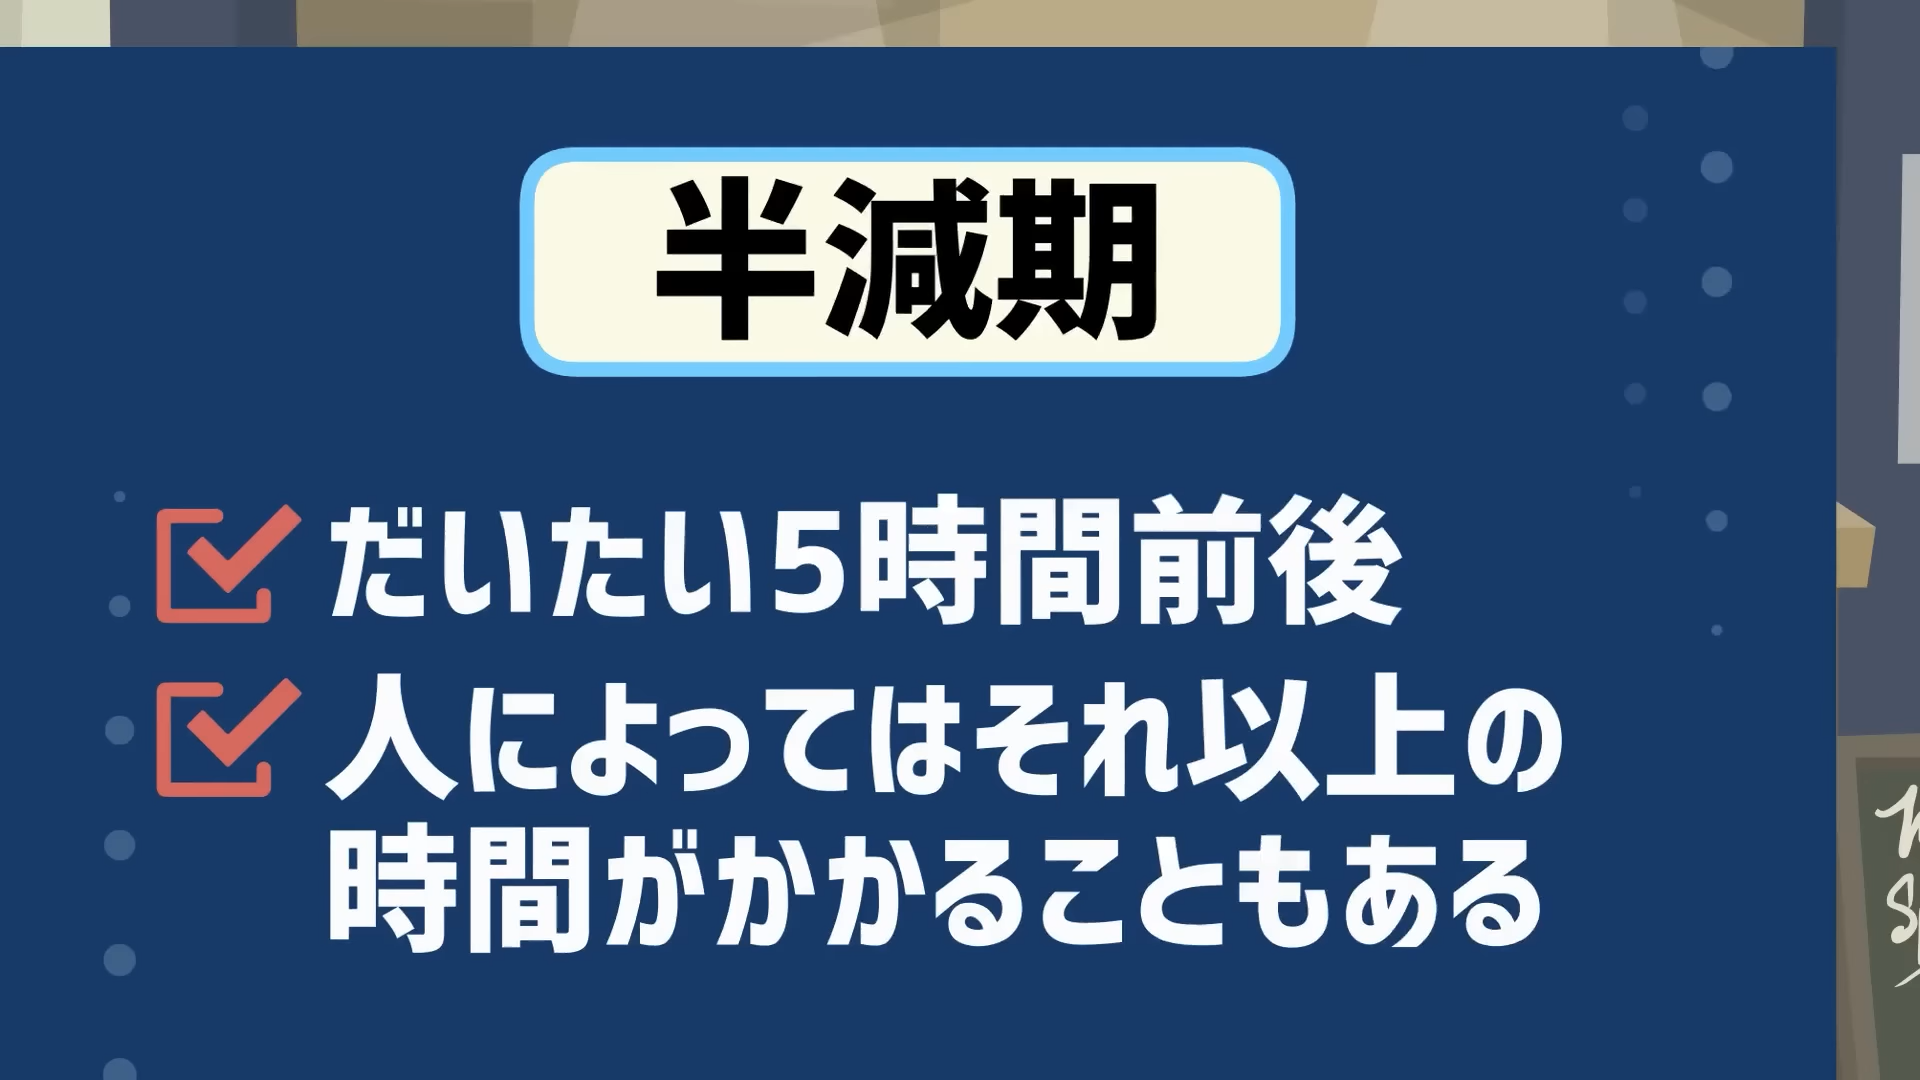 半減期
だいたい5時間前後
人によってはそれ以上の
時間がかかることもある